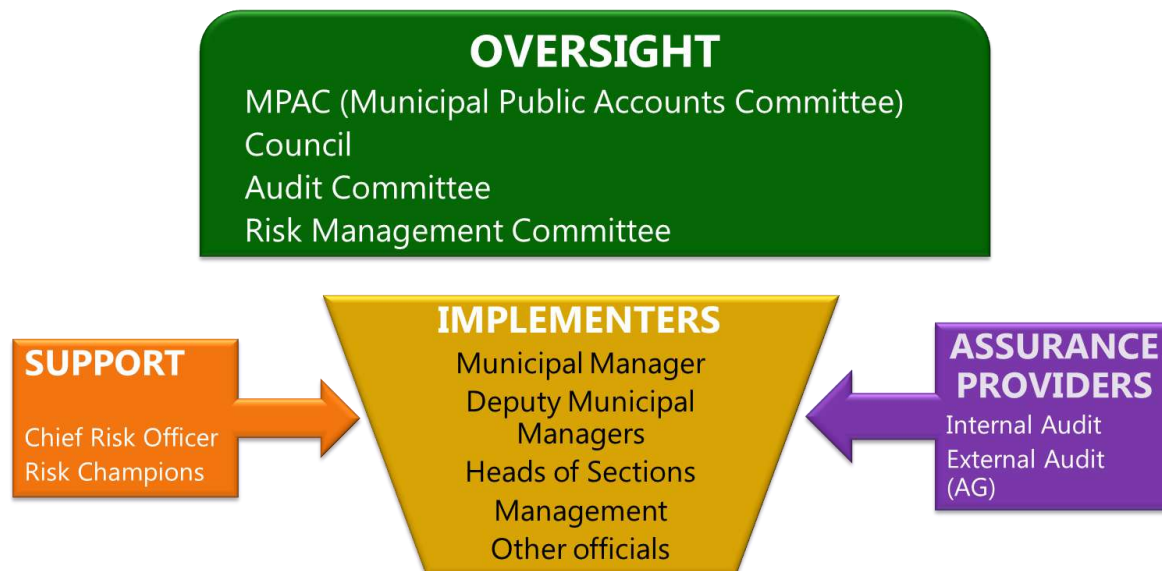 OVERSIGHT
MPAC (Municipal Public Accounts Committee)
Council
Audit Committee
Risk Management Committee
SUPPORT
Chief Risk Officer
Risk Champions
IMPLEMENTERS
Municipal Manager
Deputy Municipal
Managers
Heads of Sections
Management
Other officials
ASSURANCE
PROVIDERS
Internal Audit
External Audit
(AG)